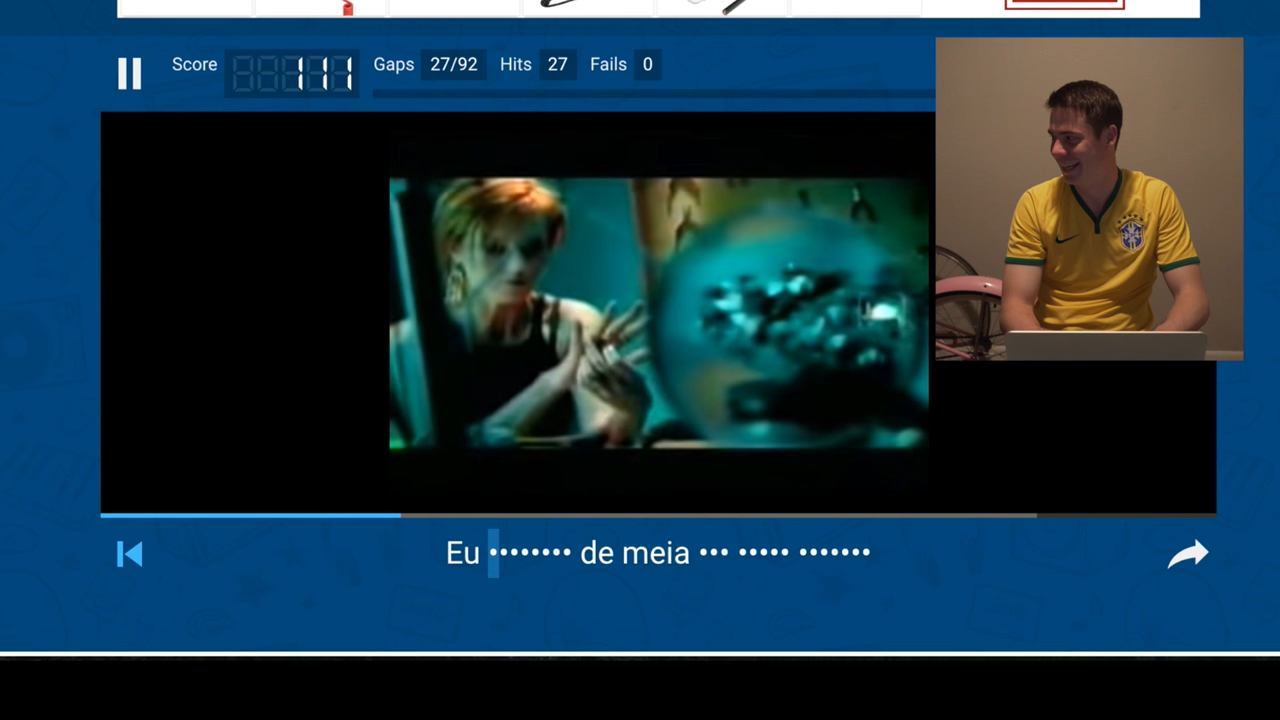 Score 111 Gaps 27/92 Hits 27 Fails 0
Eu •••••••• de meia ••• ••••• •••••••